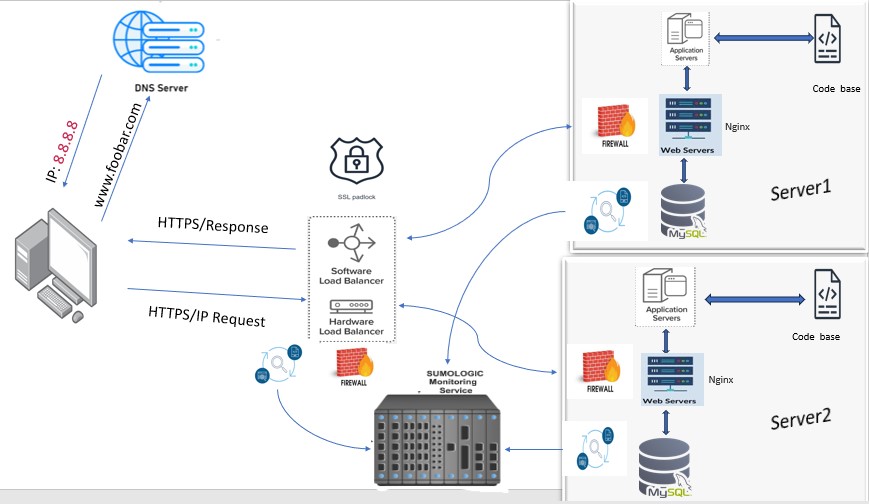 DNS Server
IP: 8.8.8.8
www.foobar.com
SSL padlock
HTTPS/Response
Software
Load Balancer
HTTPS/IP Request
Hardware
Load Balancer
FIREWALL
SUMOLOGIC
Monitoring
Service
Application
Servers
Code base
FIREWALL
Nginx
Web Servers
Server1
MySQL
Application
Servers
Code base
FIREWALL
Nginx
Web Servers
Server2
MySQL